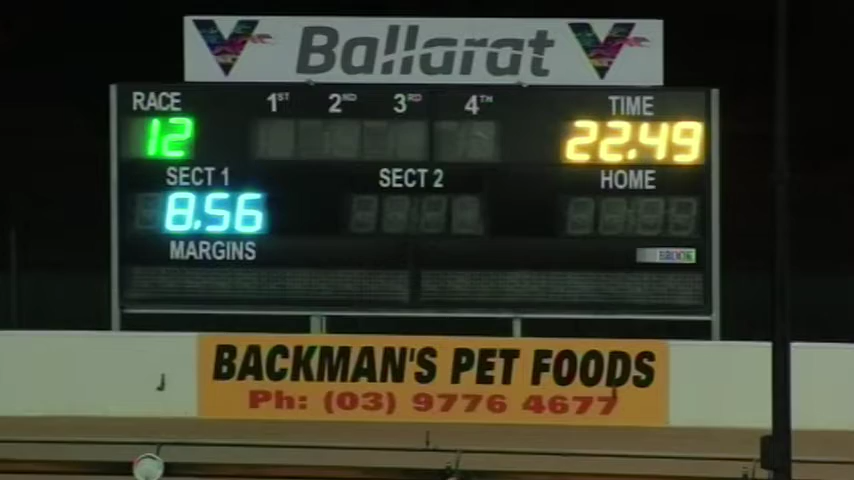 Ballarat
RACE 1ST 2ND 3RD 4TH TIME
12 22.49
SECT 1 SECT 2 HOME
8.56
MARGINS
BACKMAN'S PET FOODS
Ph: (03) 9776 4677